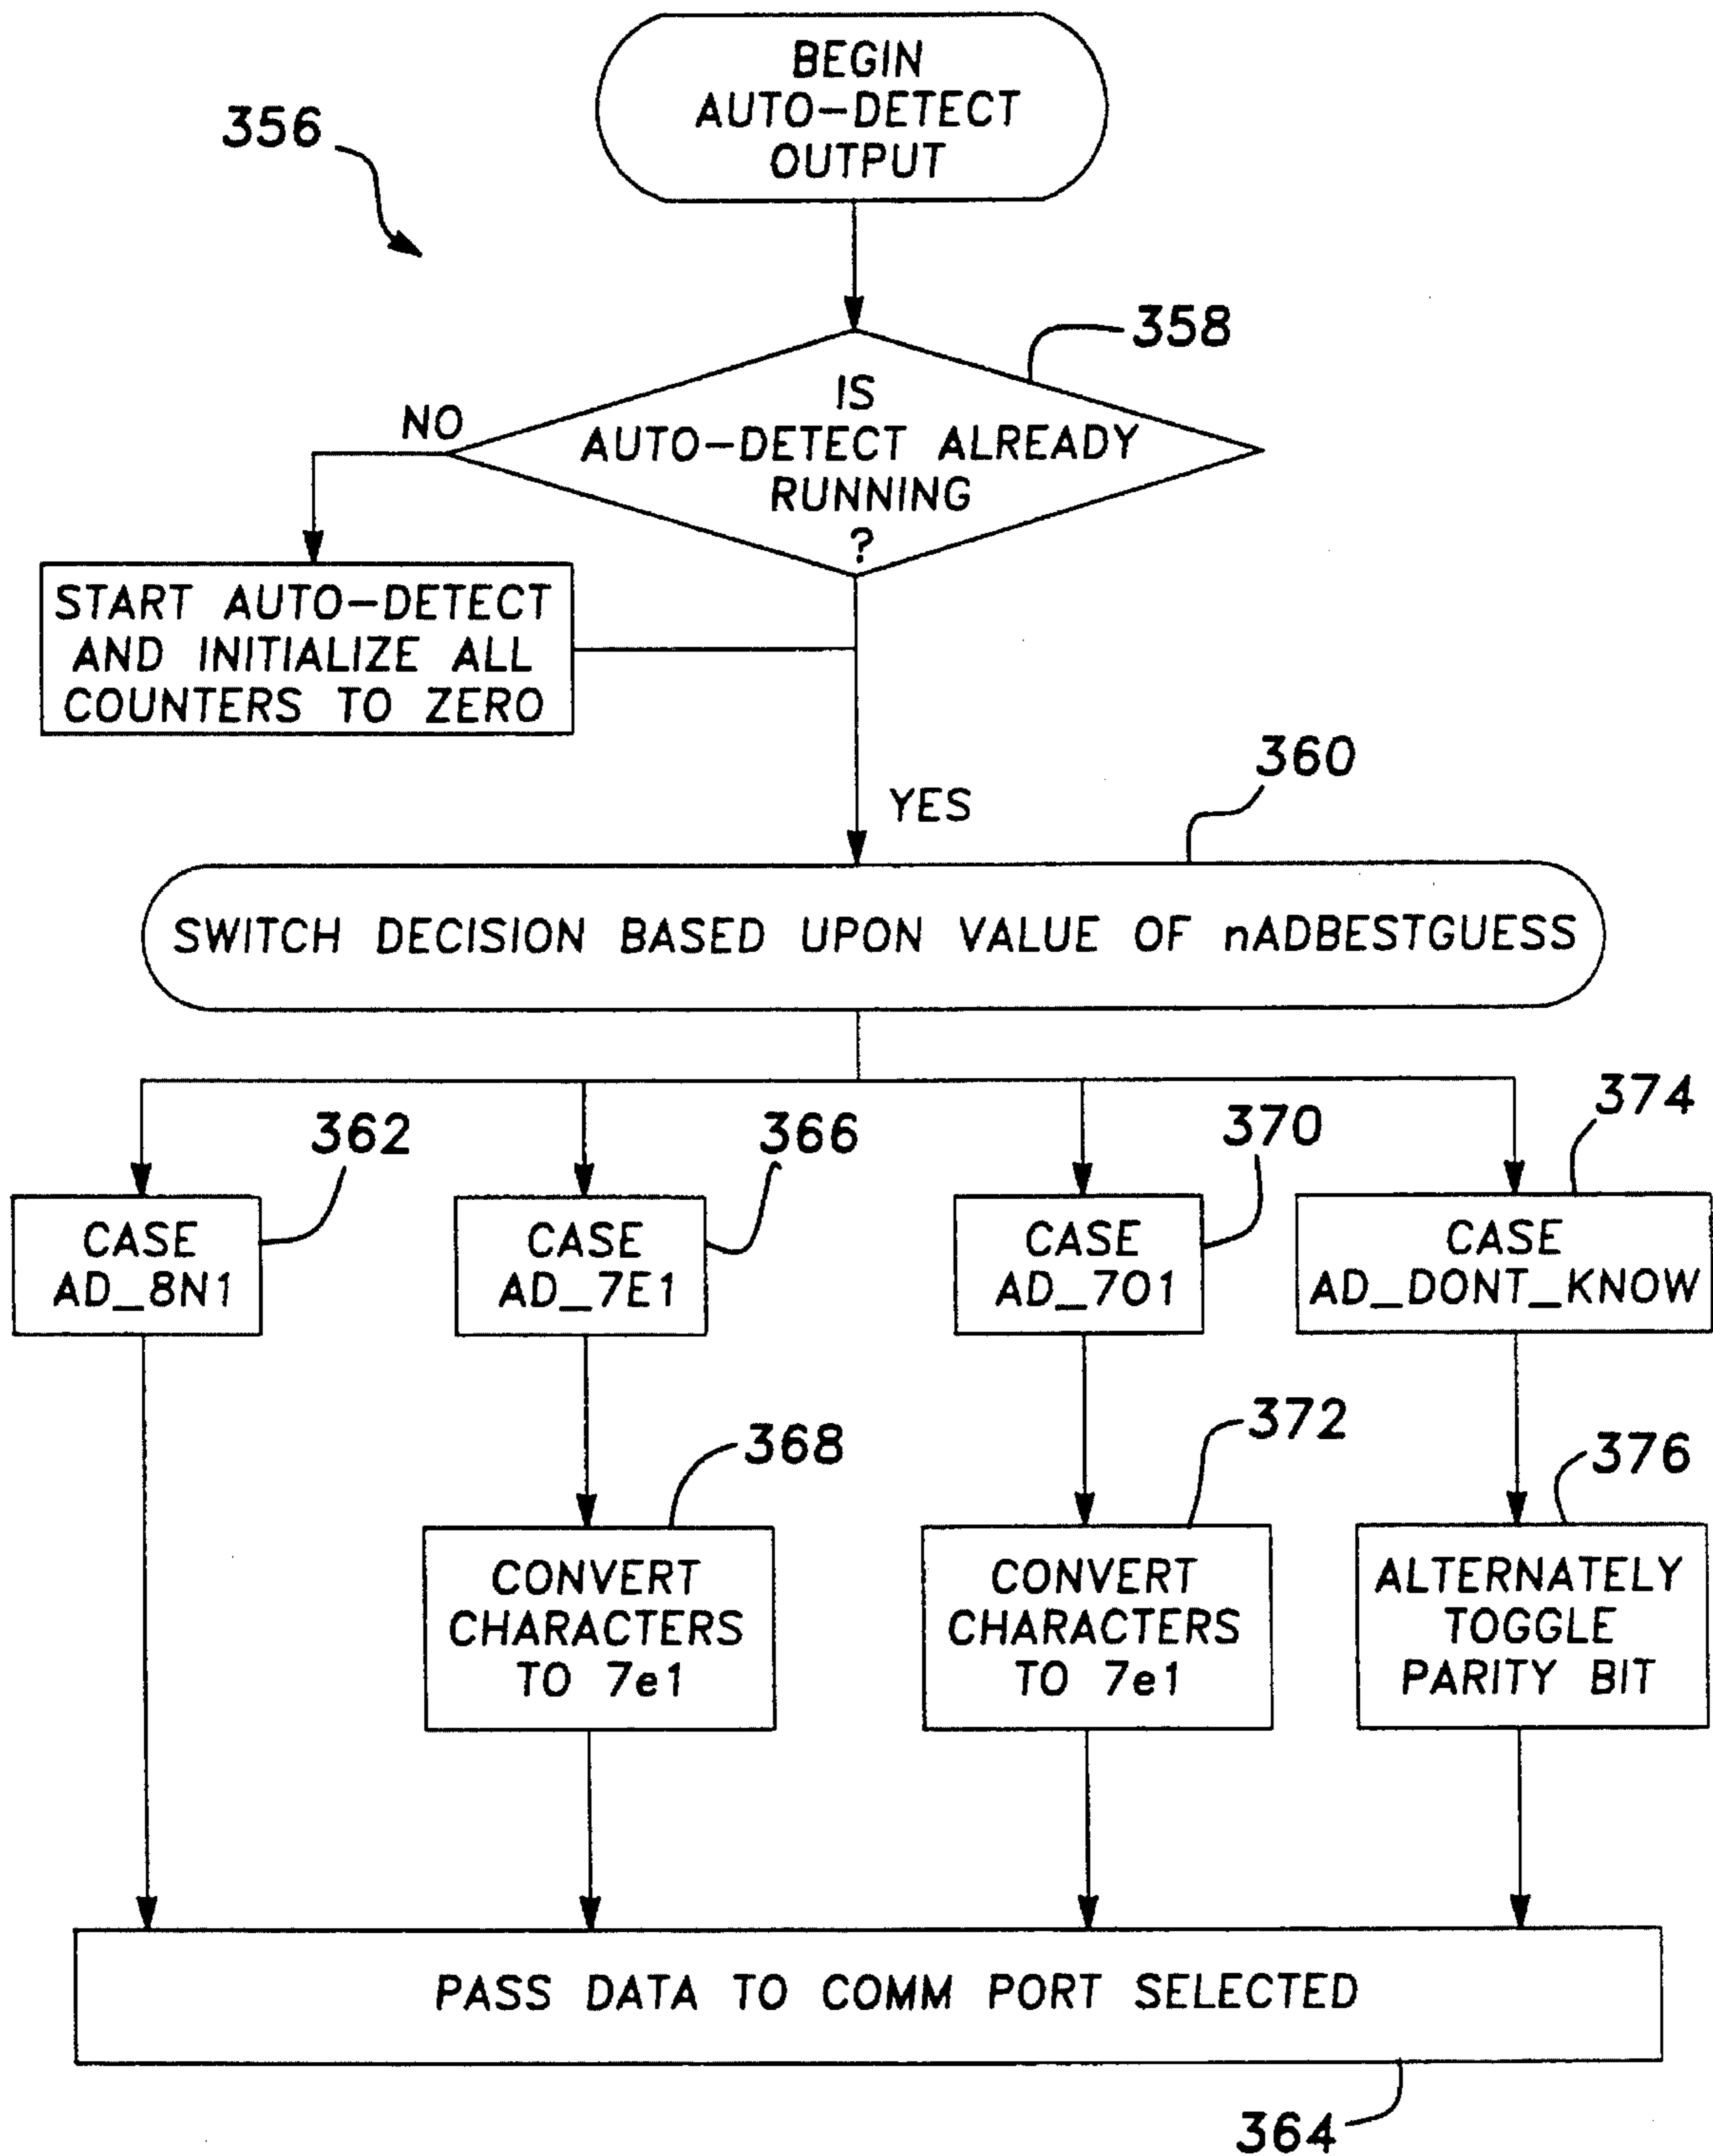 BEGIN
AUTO-DETECT
OUTPUT
356
358
IS
AUTO-DETECT ALREADY
RUNNING
?
NO
START AUTO-DETECT
AND INITIALIZE ALL
COUNTERS TO ZERO
YES
360
SWITCH DECISION BASED UPON VALUE OF nADBESTGUESS
362
366
370
374
CASE
AD_8N1
CASE
AD_7E1
CASE
AD_7O1
CASE
AD_DONT_KNOW
368
372
376
CONVERT
CHARACTERS
TO 7e1
CONVERT
CHARACTERS
TO 7e1
ALTERNATELY
TOGGLE
PARITY BIT
PASS DATA TO COMM PORT SELECTED
364